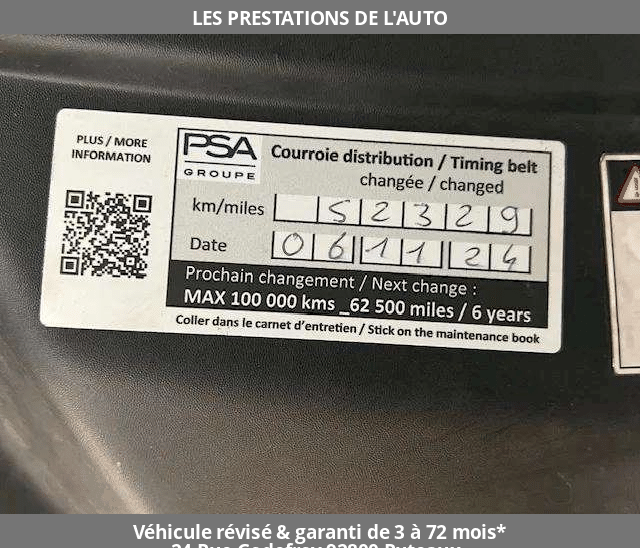 LES PRESTATIONS DE L'AUTO
PLUS / MORE
INFORMATION
PSA
GROUPE
Courroie distribution / Timing belt
changée / changed
km/miles 52329
Date 06 11 24
Prochain changement / Next change :
MAX 100 000 kms _62 500 miles / 6 years
Coller dans le carnet d'entretien / Stick on the maintenance book
Véhicule révisé & garanti de 3 à 72 mois*